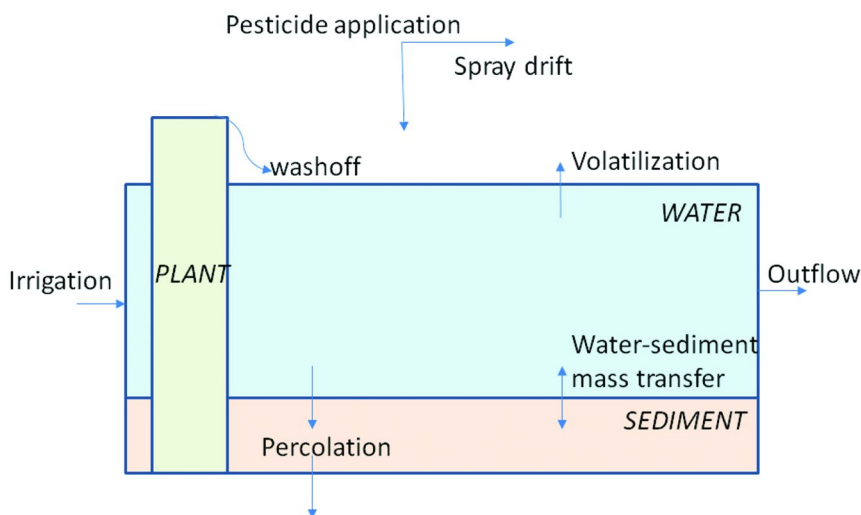 Pesticide application
Spray drift
washoff
Volatilization
WATER
Irrigation
PLANT
Outflow
Water-sediment
mass transfer
SEDIMENT
Percolation